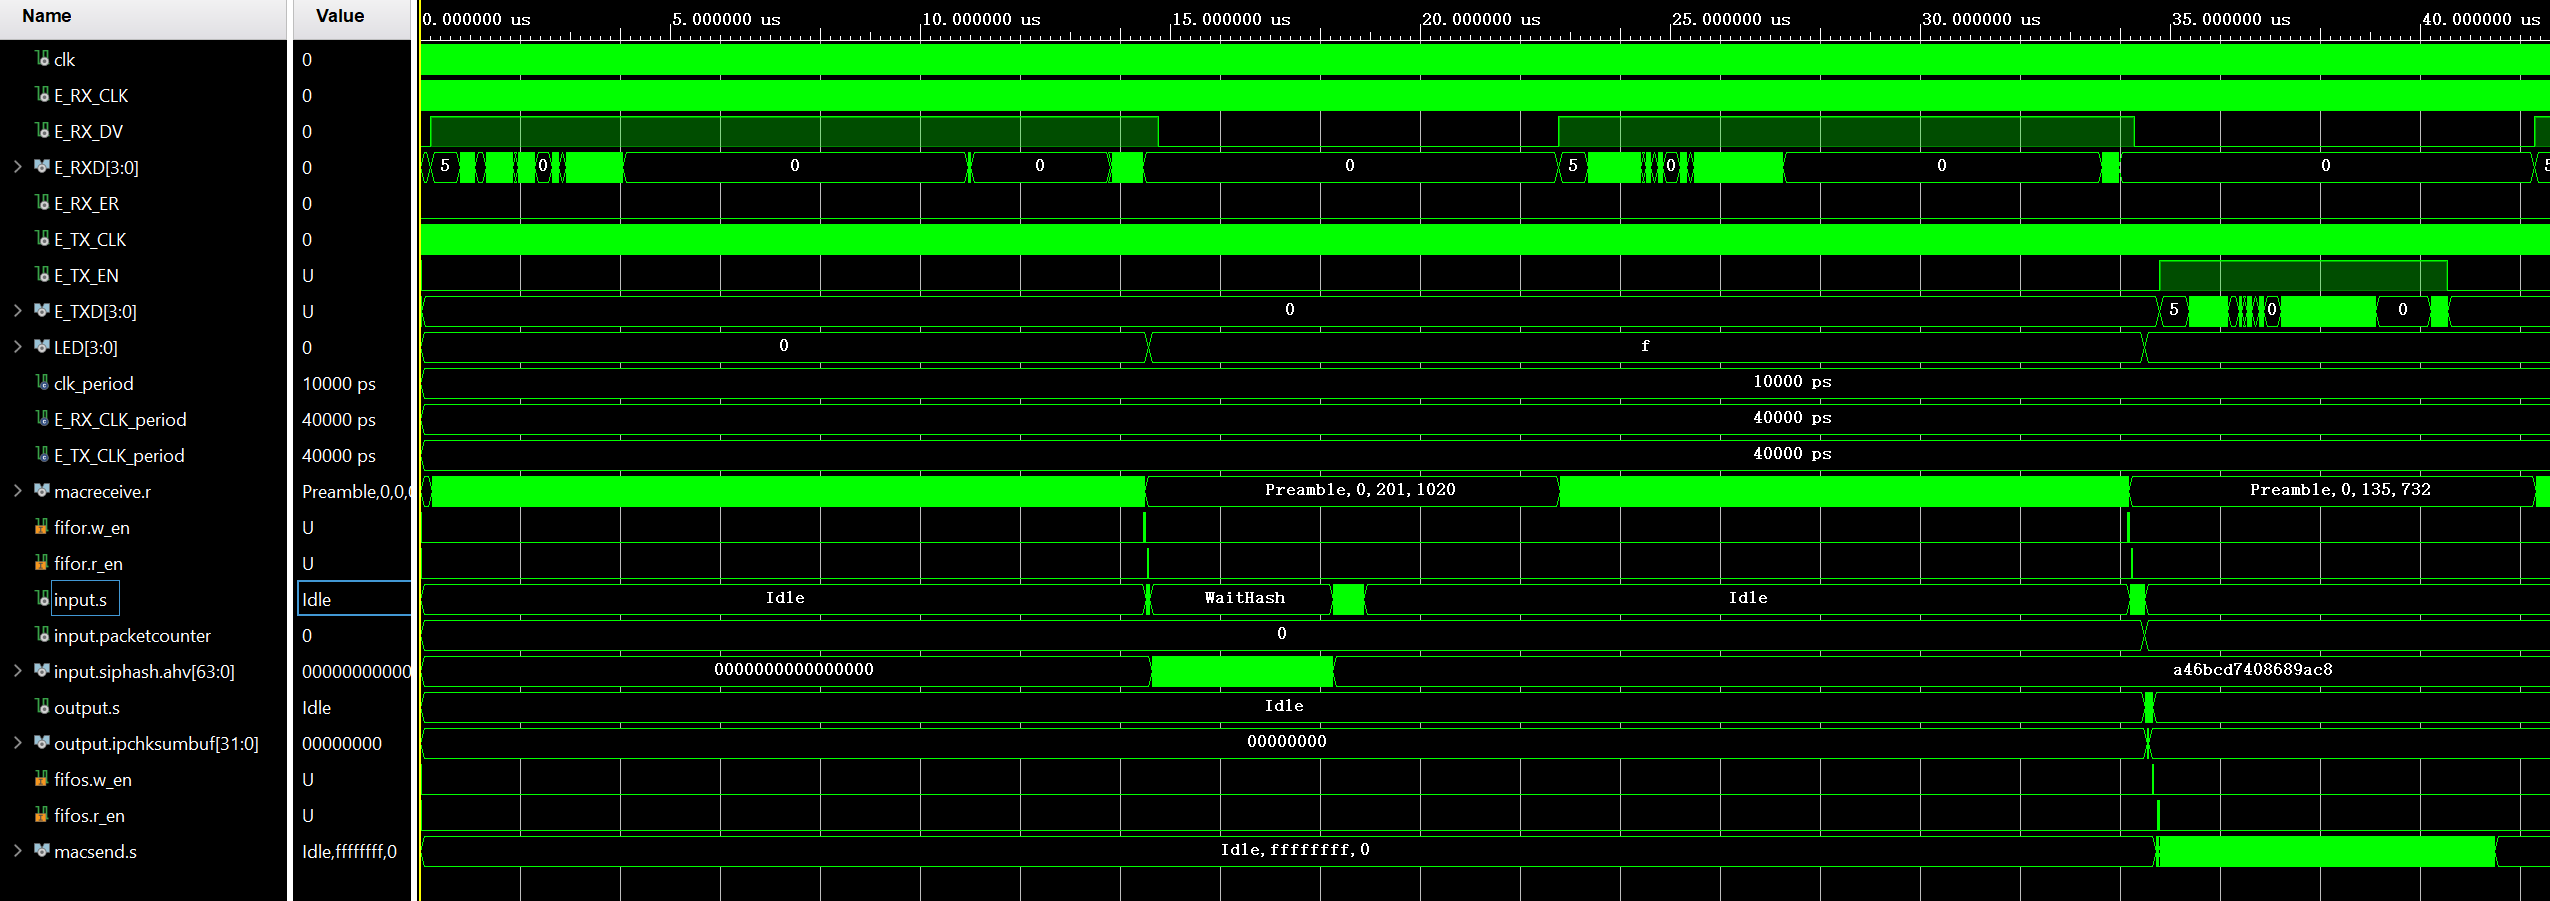 Name Value 0.000000 us 5.000000 us 10.000000 us 15.000000 us 20.000000 us 25.000000 us 30.000000 us 35.000000 us 40.000000 us
clk 0
E_RX_CLK 0
E_RX_DV 0
E_RXD[3:0] 0 5 0 0 0 0 5 0 0 0 5
E_RX_ER 0
E_TX_CLK 0
E_TX_EN U
E_TXD[3:0] U 0 5 0 0
LED[3:0] 0 0 f
clk_period 10000 ps 10000 ps
E_RX_CLK_period 40000 ps 40000 ps
E_TX_CLK_period 40000 ps 40000 ps
macreceive.r Preamble,0,0,0 Preamble,0,201,1020 Preamble,0,135,732
fifor.w_en U
fifor.r_en U
input.s Idle Idle WaitHash Idle
input.packetcounter 0 0
input.siphash.ahv[63:0] 00000000000 0000000000000000 a46bcd7408689ac8
output.s Idle Idle
output.ipchksumbuf[31:0] 00000000 00000000
fifos.w_en U
fifos.r_en U
macsend.s Idle,ffffffff,0 Idle,ffffffff,0